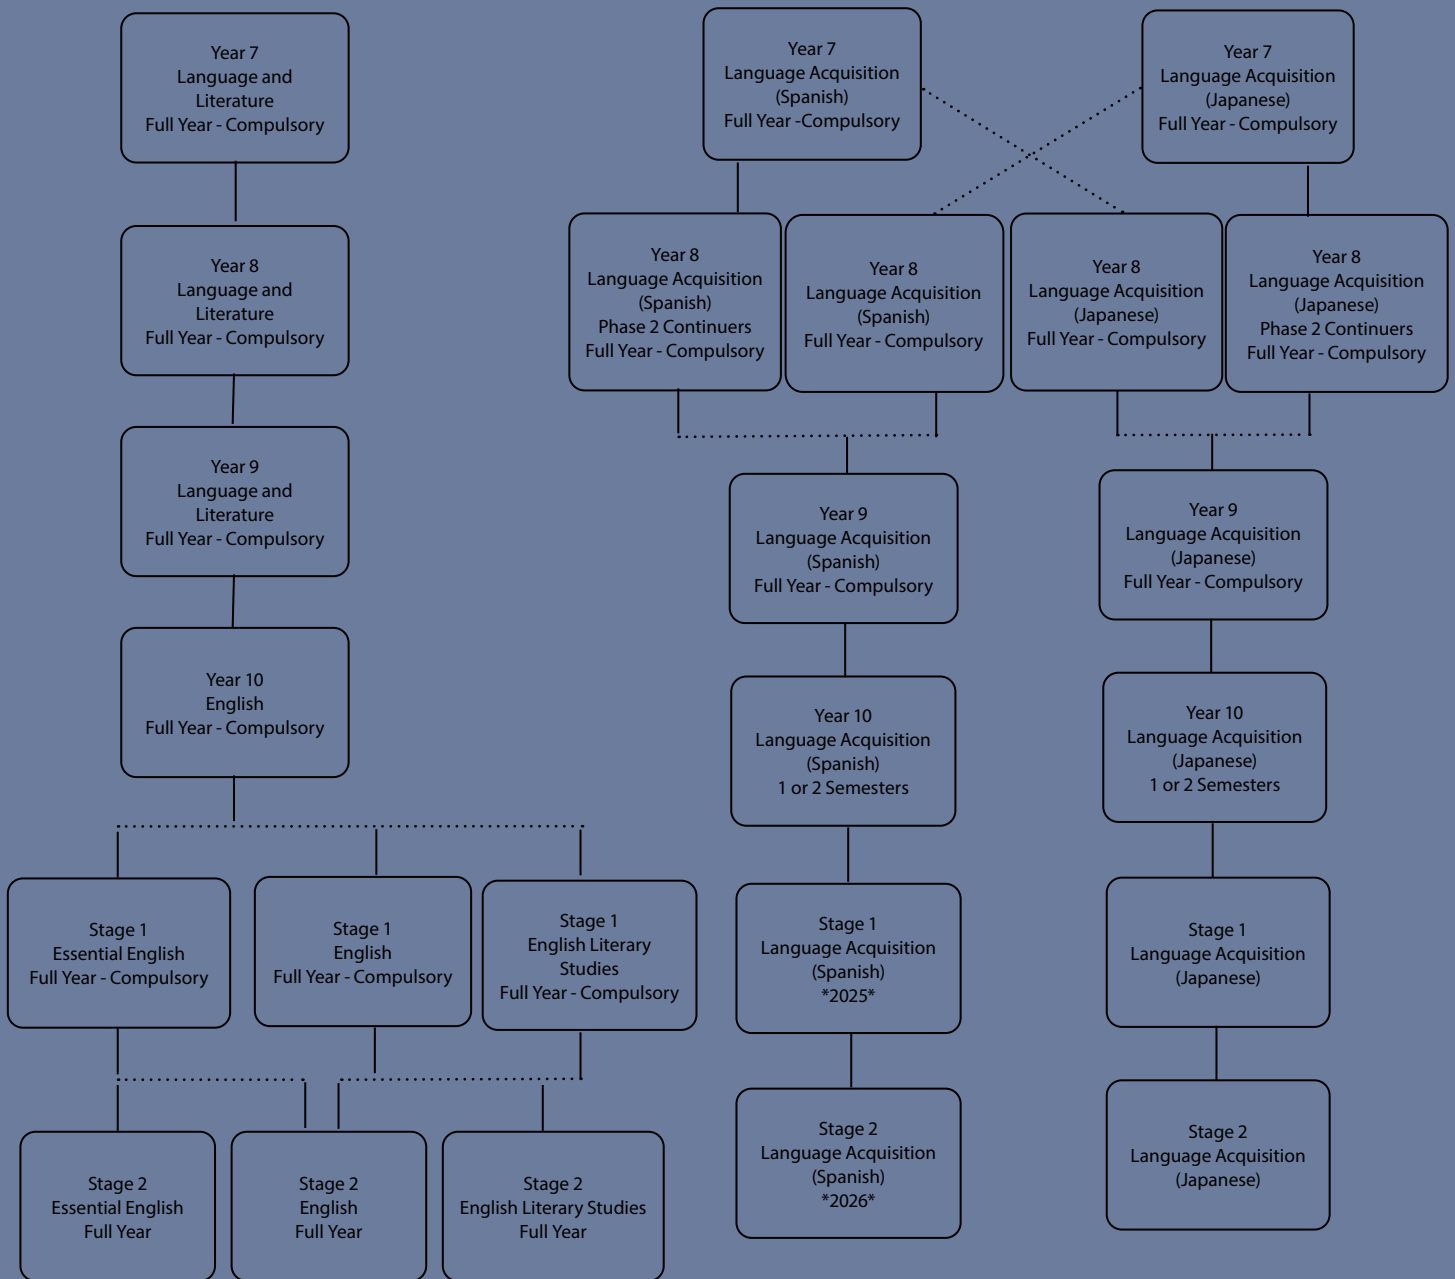 Year 7
Language and
Literature
Full Year - Compulsory
Year 7
Language Acquisition
(Spanish)
Full Year -Compulsory
Year 7
Language Acquisition
(Japanese)
Full Year - Compulsory
Year 8
Language and
Literature
Full Year - Compulsory
Year 8
Language Acquisition
(Spanish)
Phase 2 Continuers
Full Year - Compulsory
Year 8
Language Acquisition
(Spanish)
Full Year - Compulsory
Year 8
Language Acquisition
(Japanese)
Full Year - Compulsory
Year 8
Language Acquisition
(Japanese)
Phase 2 Continuers
Full Year - Compulsory
Year 9
Language and
Literature
Full Year - Compulsory
Year 9
Language Acquisition
(Spanish)
Full Year - Compulsory
Year 9
Language Acquisition
(Japanese)
Full Year - Compulsory
Year 10
English
Full Year - Compulsory
Year 10
Language Acquisition
(Spanish)
1 or 2 Semesters
Year 10
Language Acquisition
(Japanese)
1 or 2 Semesters
Stage 1
Essential English
Full Year - Compulsory
Stage 1
English
Full Year - Compulsory
Stage 1
English Literary
Studies
Full Year - Compulsory
Stage 1
Language Acquisition
(Spanish)
*2025*
Stage 1
Language Acquisition
(Japanese)
Stage 2
Essential English
Full Year
Stage 2
English
Full Year
Stage 2
English Literary Studies
Full Year
Stage 2
Language Acquisition
(Spanish)
*2026*
Stage 2
Language Acquisition
(Japanese)